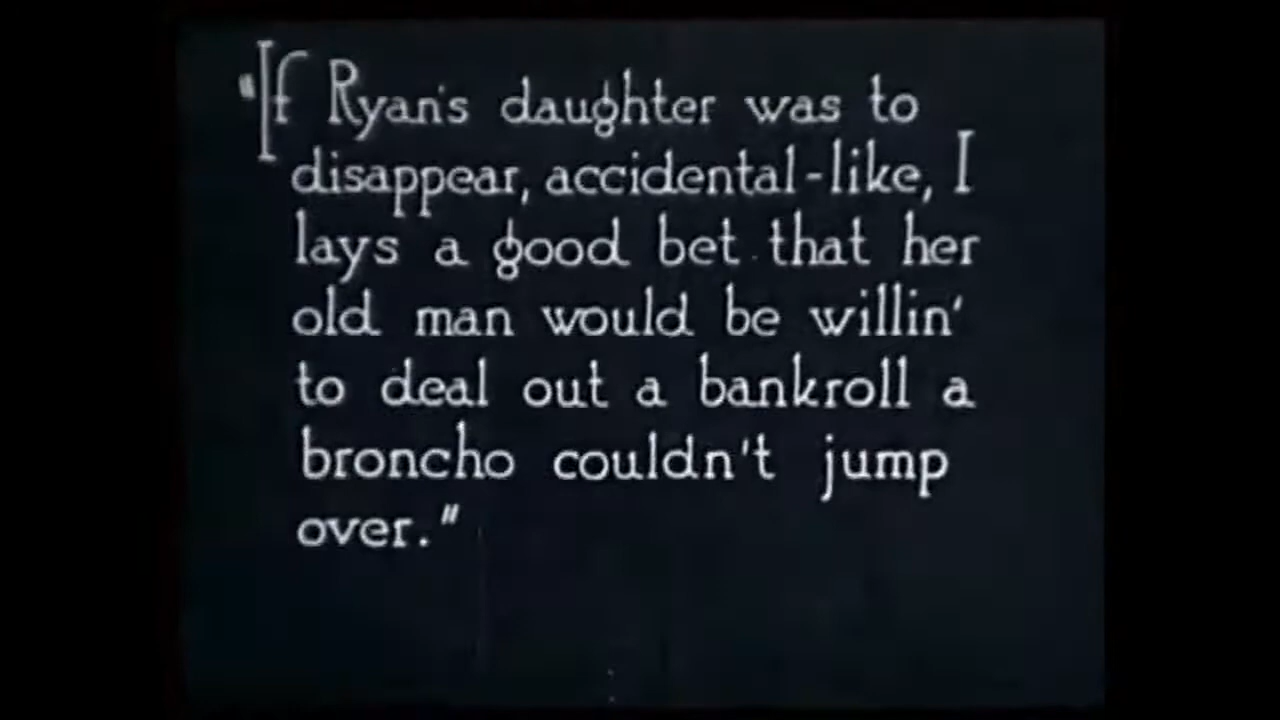 "If Ryan's daughter was to
disappear, accidental-like, I
lays a good bet that her
old man would be willin'
to deal out a bankroll a
broncho couldn't jump
over."